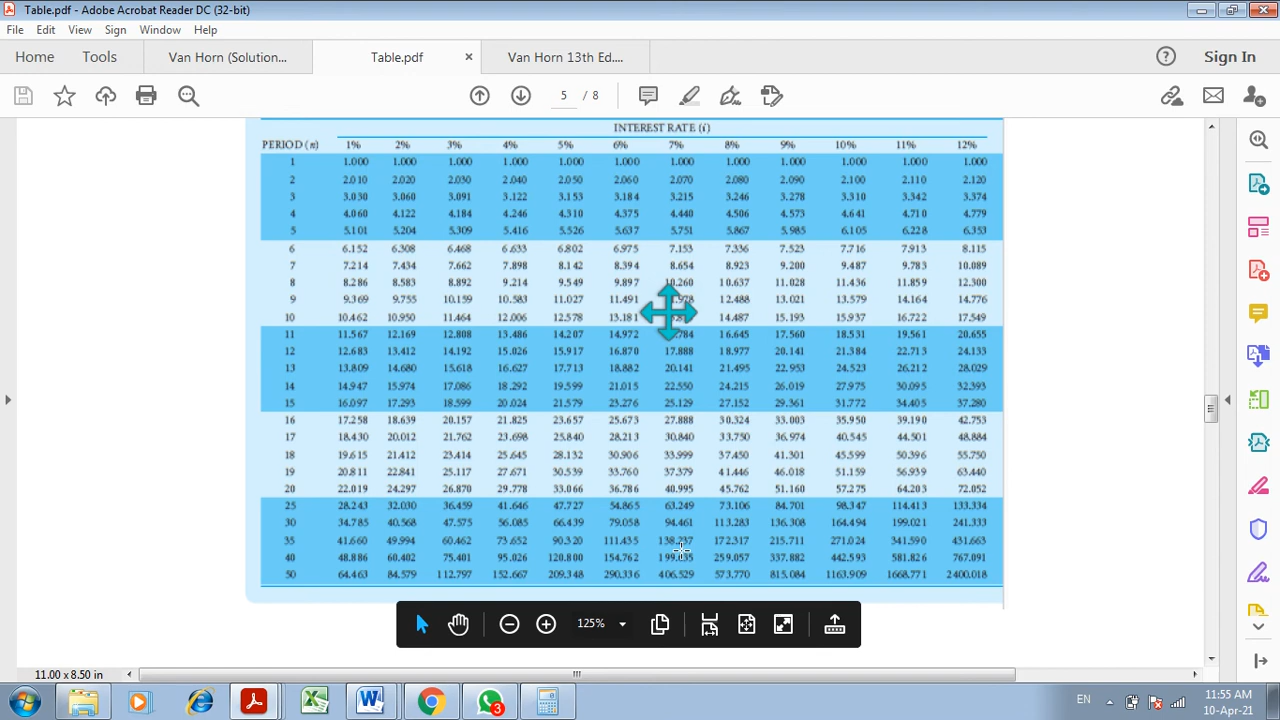 Table.pdf - Adobe Acrobat Reader DC (32-bit)
File Edit View Sign Window Help
Home Tools Van Horn (Solution... Table.pdf × Van Horn 13th Ed.... Sign In
5 / 8
INTEREST RATE (i)
PERIOD (n) 1% 2% 3% 4% 5% 6% 7% 8% 9% 10% 11% 12%
1 1.000 1.000 1.000 1.000 1.000 1.000 1.000 1.000 1.000 1.000 1.000 1.000
2 2.010 2.020 2.030 2.040 2.050 2.060 2.070 2.080 2.090 2.100 2.110 2.120
3 3.030 3.060 3.091 3.122 3.153 3.184 3.215 3.246 3.278 3.310 3.342 3.374
4 4.060 4.122 4.184 4.246 4.310 4.375 4.440 4.506 4.573 4.641 4.710 4.779
5 5.101 5.204 5.309 5.416 5.526 5.637 5.751 5.867 5.985 6.105 6.228 6.353
6 6.152 6.308 6.468 6.633 6.802 6.975 7.153 7.336 7.523 7.716 7.913 8.115
7 7.214 7.434 7.662 7.898 8.142 8.394 8.654 8.923 9.200 9.487 9.783 10.089
8 8.286 8.583 8.892 9.214 9.549 9.897 10.260 10.637 11.028 11.436 11.859 12.300
9 9.369 9.755 10.159 10.583 11.027 11.491 12.488 13.021 13.579 14.164 14.776
10 10.462 10.950 11.464 12.006 12.578 13.181 14.487 15.193 15.937 16.722 17.549
11 11.567 12.169 12.808 13.486 14.207 14.972 16.645 17.560 18.531 19.561 20.655
12 12.683 13.412 14.192 15.026 15.917 16.870 17.888 18.977 20.141 21.384 22.713 24.133
13 13.809 14.680 15.618 16.627 17.713 18.882 20.141 21.495 22.953 24.523 26.212 28.029
14 14.947 15.974 17.086 18.292 19.599 21.015 22.550 24.215 26.019 27.975 30.095 32.393
15 16.097 17.293 18.599 20.024 21.579 23.276 25.129 27.152 29.361 31.772 34.405 37.280
16 17.258 18.639 20.157 21.825 23.657 25.673 27.888 30.324 33.003 35.950 39.190 42.753
17 18.430 20.012 21.762 23.698 25.840 28.213 30.840 33.750 36.974 40.545 44.501 48.884
18 19.615 21.412 23.414 25.645 28.132 30.906 33.999 37.450 41.301 45.599 50.396 55.750
19 20.811 22.841 25.117 27.671 30.539 33.760 37.379 41.446 46.018 51.159 56.939 63.440
20 22.019 24.297 26.870 29.778 33.066 36.786 40.995 45.762 51.160 57.275 64.203 72.052
25 28.243 32.030 36.459 41.646 47.727 54.865 63.249 73.106 84.701 98.347 114.413 133.334
30 34.785 40.568 47.575 56.085 66.439 79.058 94.461 113.283 136.308 164.494 199.021 241.333
35 41.660 49.994 60.462 73.652 90.320 111.435 138.237 172.317 215.711 271.024 341.590 431.663
40 48.886 60.402 75.401 95.026 120.800 154.762 259.057 337.882 442.593 581.826 767.091
50 64.463 84.579 112.797 152.667 209.348 290.336 406.529 573.770 815.084 1163.909 1668.771 2400.018
125%
11.00 x 8.50 in
3
EN
11:55 AM
10-Apr-21